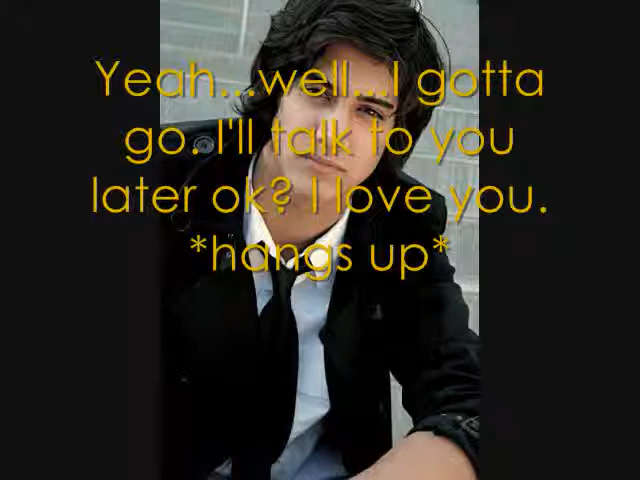 Yeah...well...I gotta
go. I'll talk to you
later ok? I love you.
*hangs up*